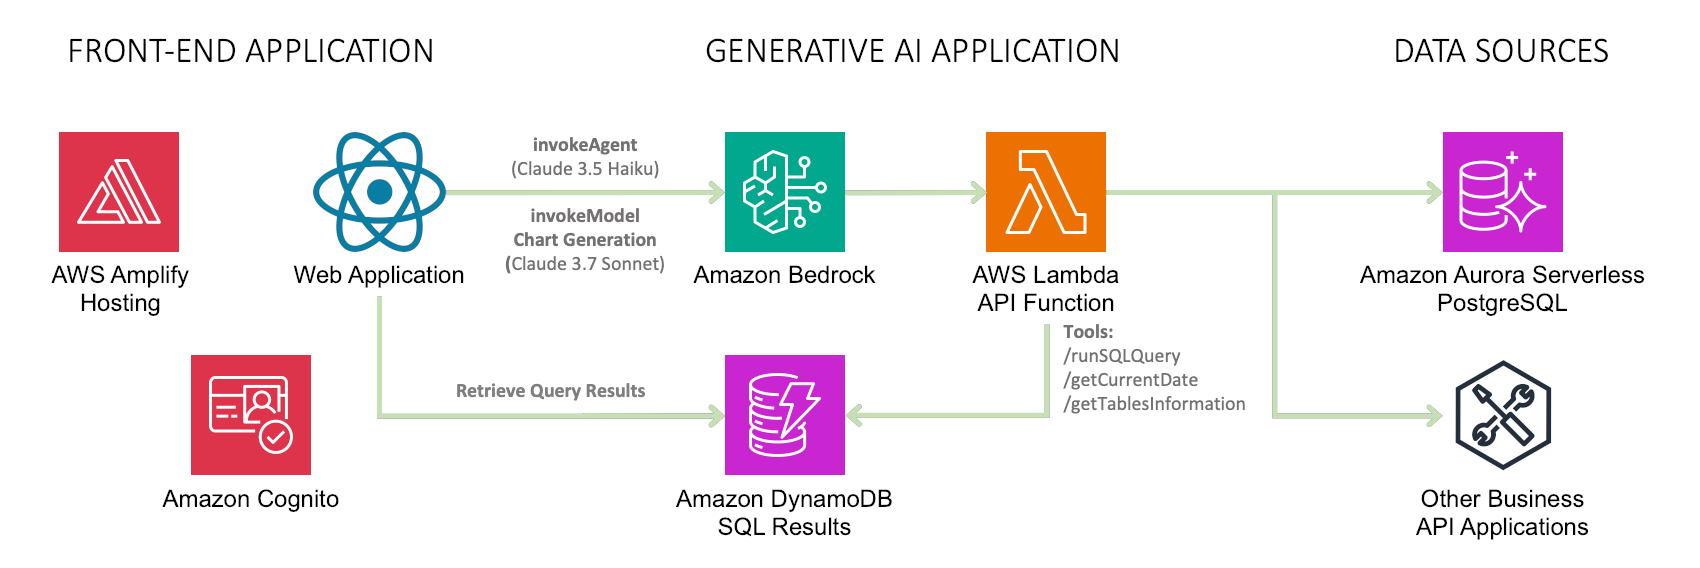 FRONT-END APPLICATION
GENERATIVE AI APPLICATION
DATA SOURCES
AWS Amplify
Hosting
Web Application
invokeAgent
(Claude 3.5 Haiku)
invokeModel
Chart Generation
(Claude 3.7 Sonnet)
Amazon Bedrock
AWS Lambda
API Function
Amazon Aurora Serverless
PostgreSQL
Tools:
/runSQLQuery
/getCurrentDate
/getTablesInformation
Retrieve Query Results
Amazon Cognito
Amazon DynamoDB
SQL Results
Other Business
API Applications